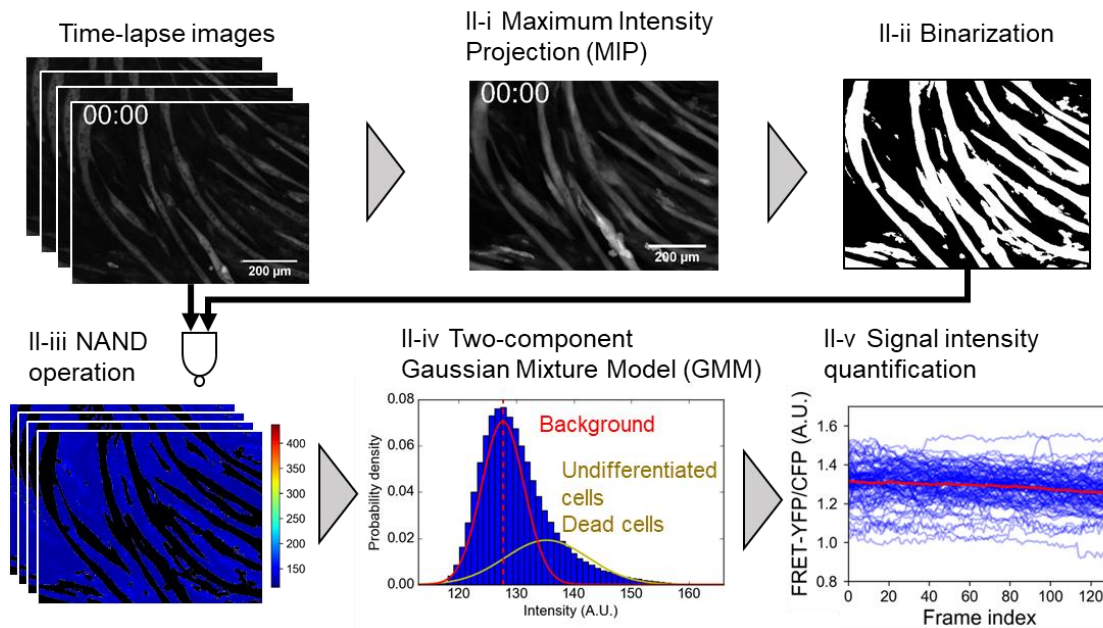 Time-lapse images
II-i Maximum Intensity
Projection (MIP)
II-ii Binarization
00:00
200 µm
00:00
200 µm
II-iii NAND
operation
II-iv Two-component
Gaussian Mixture Model (GMM)
II-v Signal intensity
quantification
400
350
300
250
200
150
Probability density
0.08
0.06
0.04
0.02
0.00
120
130
140
150
160
Intensity (A.U.)
Background
Undifferentiated
cells
Dead cells
FRET-YFP/CFP (A.U.)
1.6
1.4
1.2
1.0
0.8
0
20
40
60
80
100
120
Frame index